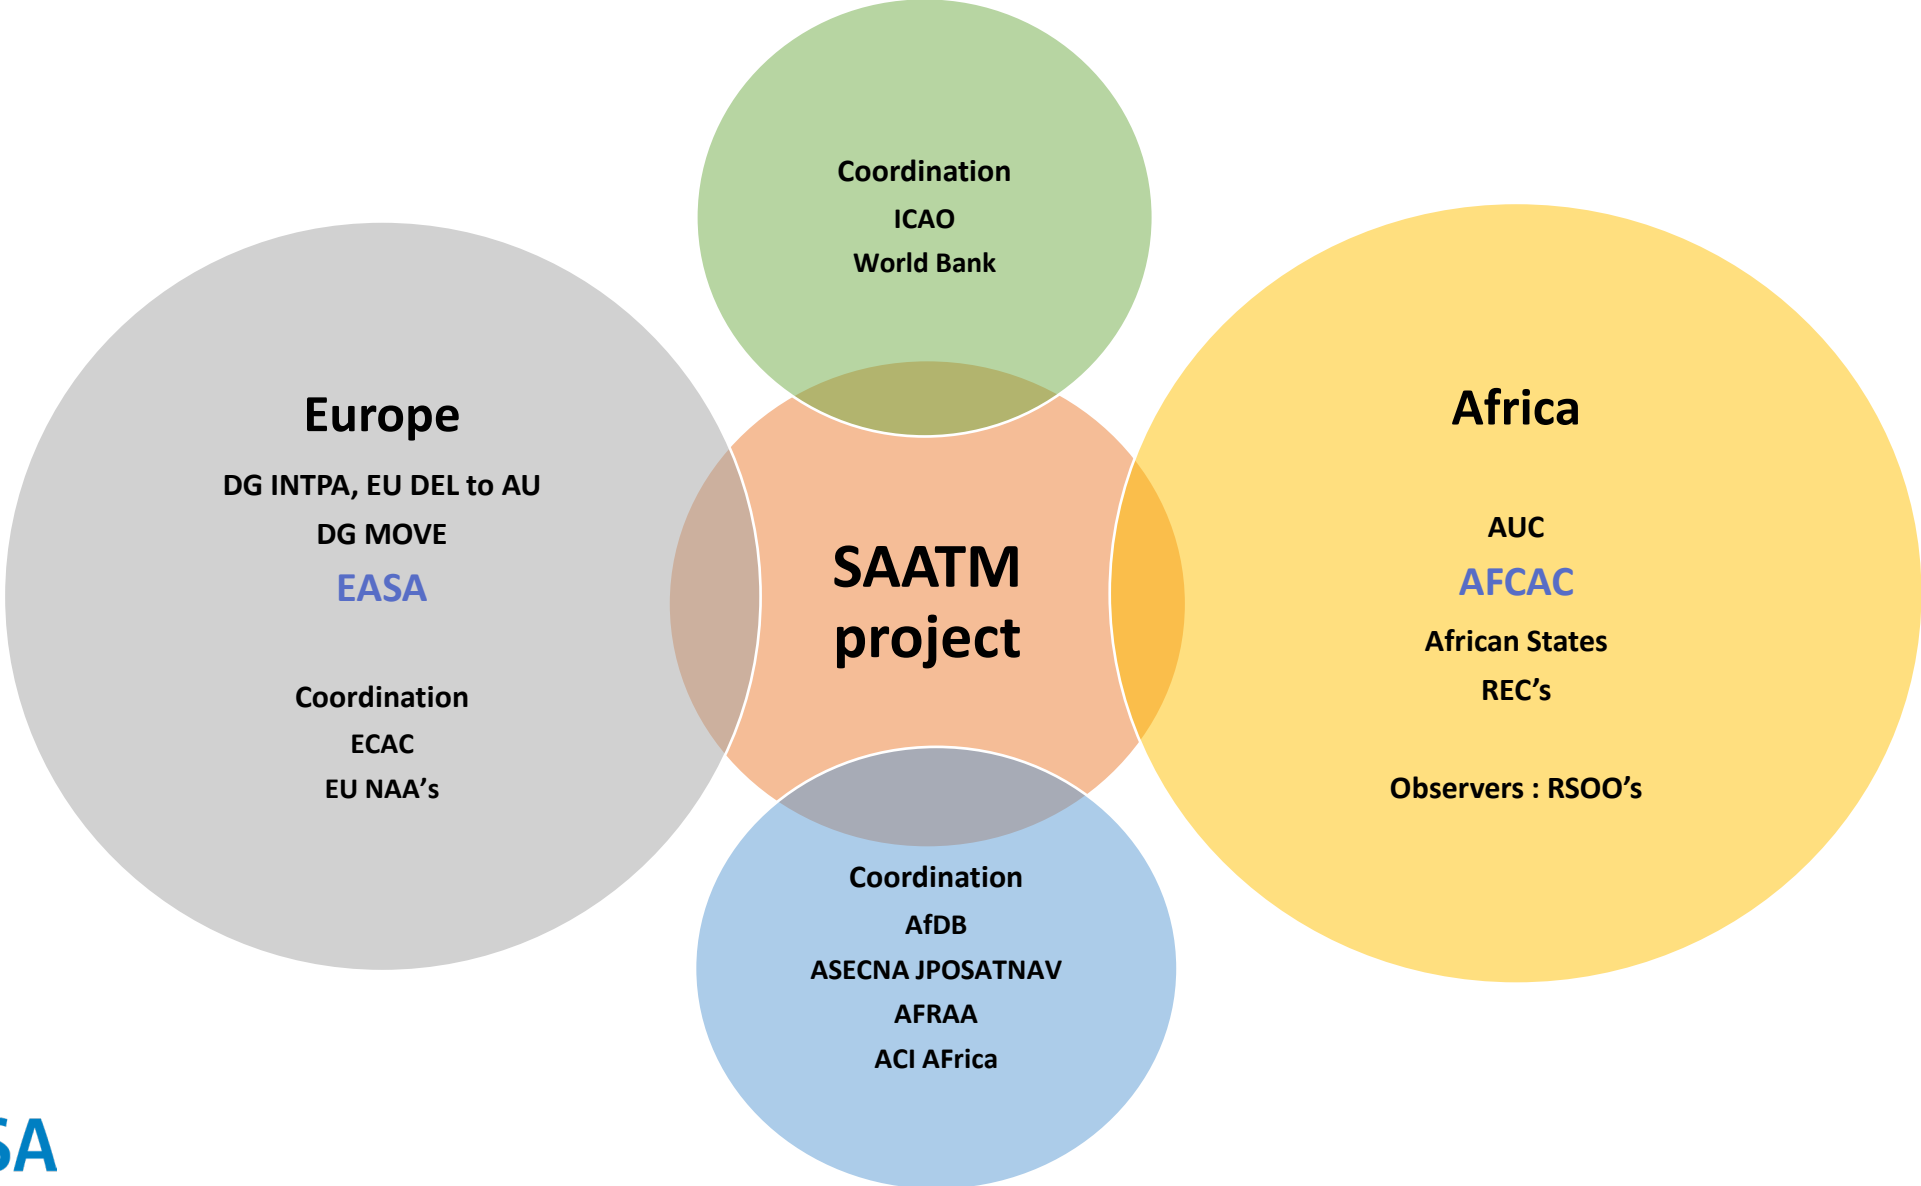 Coordination
ICAO
World Bank
Europe
DG INTPA, EU DEL to AU
DG MOVE
EASA
Coordination
ECAC
EU NAA's
SAATM
project
Africa
AUC
AFCAC
African States
REC's
Observers : RSOO's
Coordination
AfDB
ASECNA JPOSATNAV
AFRAA
ACI AFrica
SA